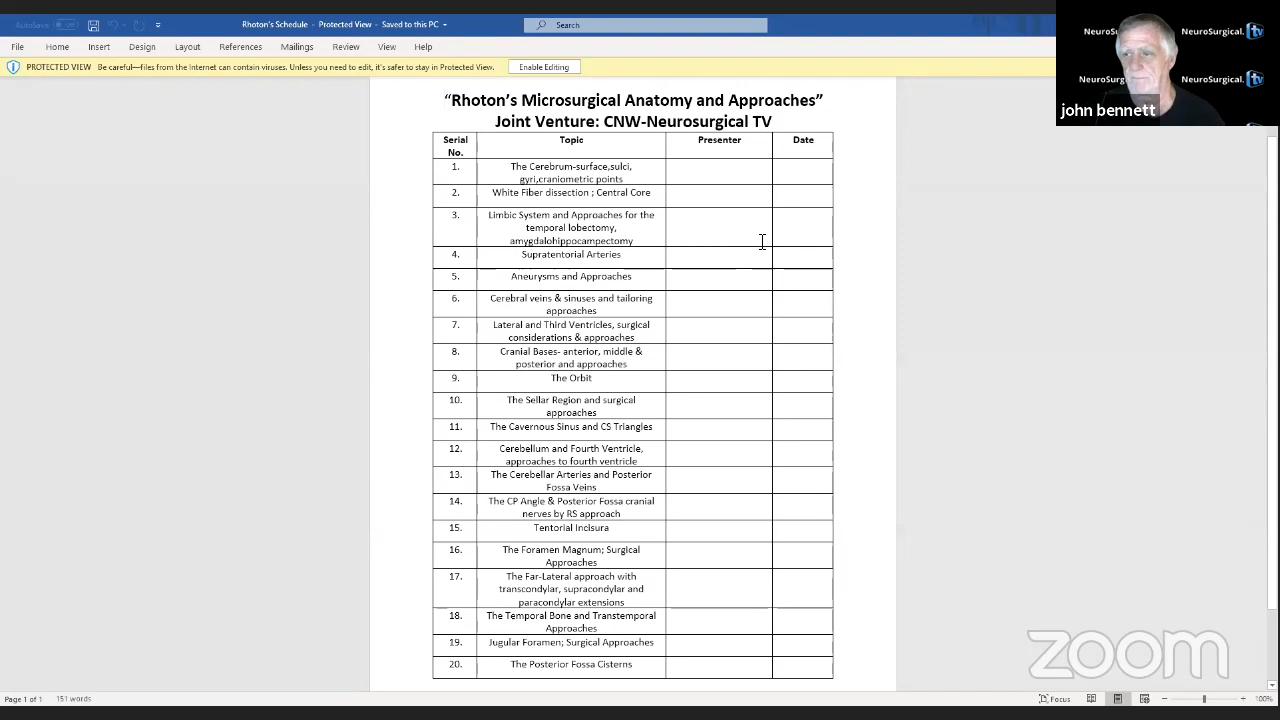 AutoSave Off Rhoton's Schedule - Protected View - Saved to this PC Search
File Home Insert Design Layout References Mailings Review View Help
PROTECTED VIEW Be careful—files from the Internet can contain viruses. Unless you need to edit, it's safer to stay in Protected View. Enable Editing
NeuroSurgical. tv NeuroSurgical. tv
NeuroSurgical. tv NeuroSurgical. tv
john bennett
“Rhoton’s Microsurgical Anatomy and Approaches”
Joint Venture: CNW-Neurosurgical TV
Serial No. Topic Presenter Date
1. The Cerebrum-surface,sulci,
gyri,craniometric points
2. White Fiber dissection ; Central Core
3. Limbic System and Approaches for the
temporal lobectomy,
amygdalohippocampectomy
4. Supratentorial Arteries
5. Aneurysms and Approaches
6. Cerebral veins & sinuses and tailoring
approaches
7. Lateral and Third Ventricles, surgical
considerations & approaches
8. Cranial Bases- anterior, middle &
posterior and approaches
9. The Orbit
10. The Sellar Region and surgical
approaches
11. The Cavernous Sinus and CS Triangles
12. Cerebellum and Fourth Ventricle,
approaches to fourth ventricle
13. The Cerebellar Arteries and Posterior
Fossa Veins
14. The CP Angle & Posterior Fossa cranial
nerves by RS approach
15. Tentorial Incisura
16. The Foramen Magnum; Surgical
Approaches
17. The Far-Lateral approach with
transcondylar, supracondylar and
paracondylar extensions
18. The Temporal Bone and Transtemporal
Approaches
19. Jugular Foramen; Surgical Approaches
20. The Posterior Fossa Cisterns
zoom
Page 1 of 1 151 words Focus 100%